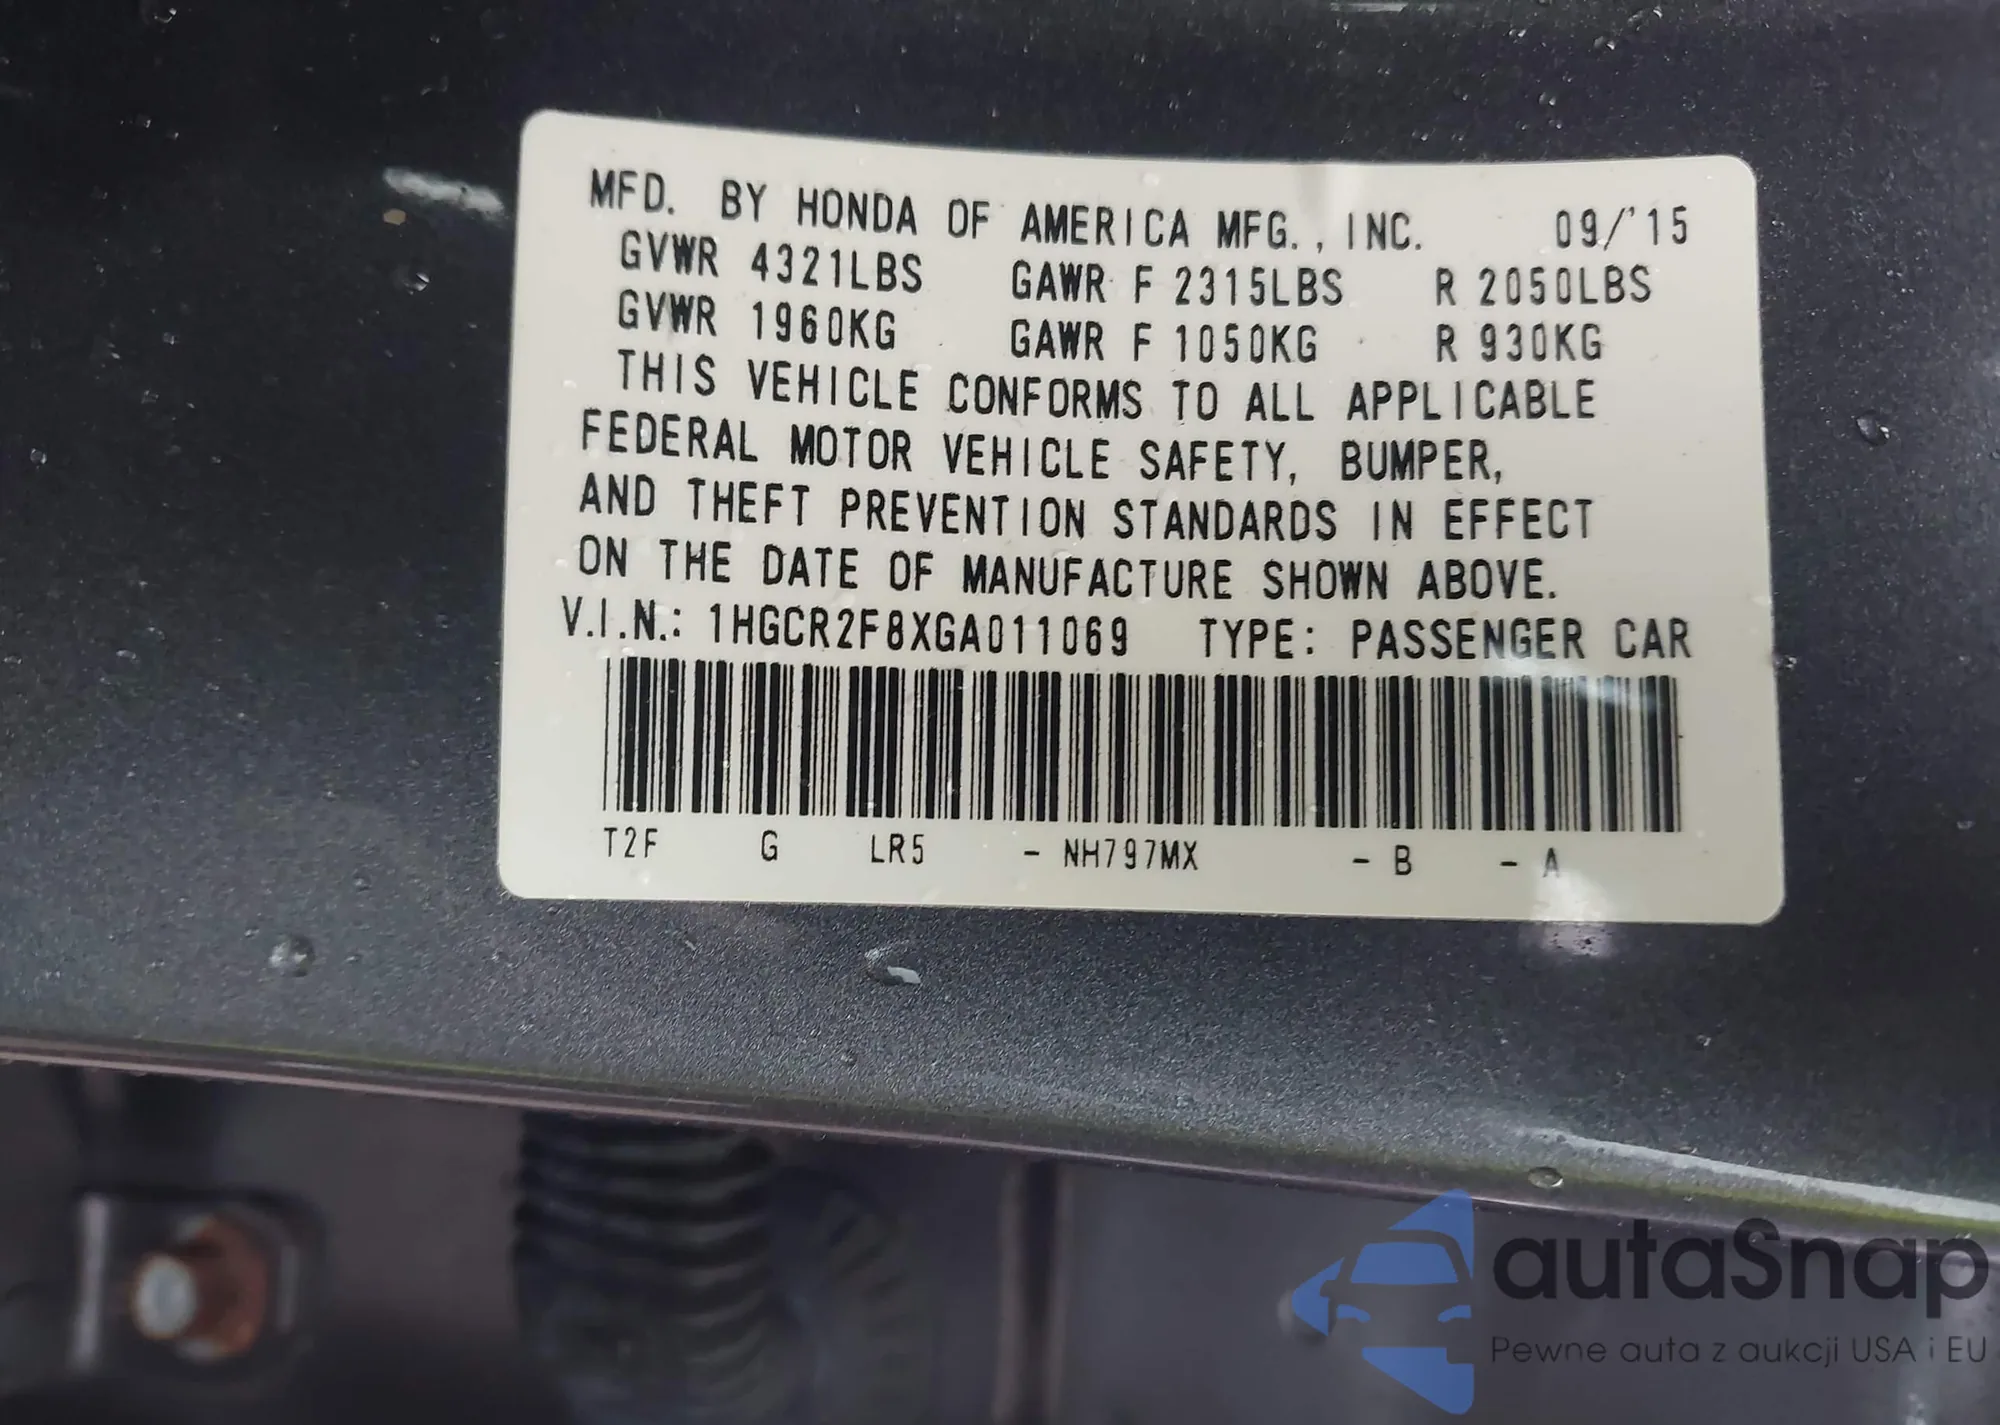 MFD. BY HONDA OF AMERICA MFG., INC. 09/'15
GVWR 4321LBS GAWR F 2315LBS R 2050LBS
GVWR 1960KG GAWR F 1050KG R 930KG
THIS VEHICLE CONFORMS TO ALL APPLICABLE
FEDERAL MOTOR VEHICLE SAFETY, BUMPER,
AND THEFT PREVENTION STANDARDS IN EFFECT
ON THE DATE OF MANUFACTURE SHOWN ABOVE.
V.I.N.: 1HGCR2F8XGA011069 TYPE: PASSENGER CAR
T2F G LR5 - NH797MX - B - A
autaSnap
Pewne auta z aukcji USA i EU